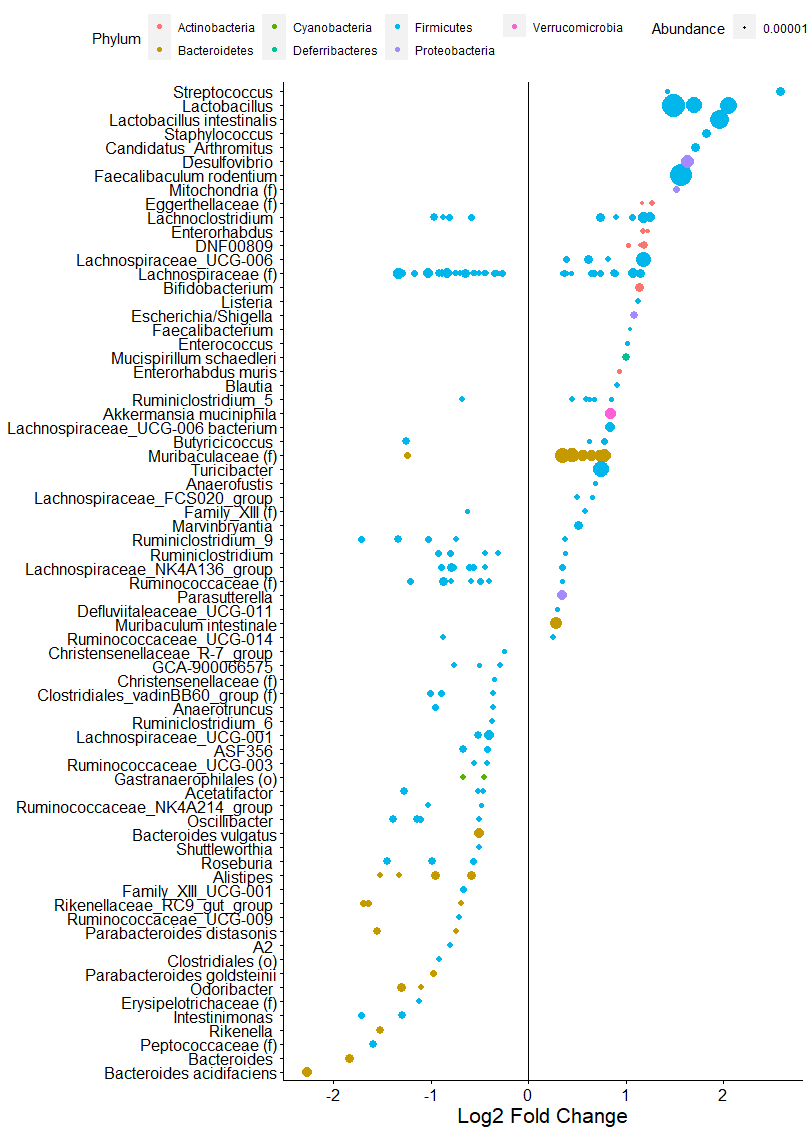 Phylum
Actinobacteria
Cyanobacteria
Firmicutes
Verrucomicrobia
Abundance
0.00001
Bacteroidetes
Deferribacteres
Proteobacteria
Streptococcus
Lactobacillus
Lactobacillus intestinalis
Staphylococcus
Candidatus_Arthromitus
Desulfovibrio
Faecalibaculum rodentium
Mitochondria (f)
Eggerthellaceae (f)
Lachnoclostridium
Enterorhabdus
DNF00809
Lachnospiraceae_UCG-006
Lachnospiraceae (f)
Bifidobacterium
Listeria
Escherichia/Shigella
Faecalibacterium
Enterococcus
Mucispirillum schaedleri
Enterorhabdus muris
Blautia
Ruminiclostridium_5
Akkermansia muciniphila
Lachnospiraceae_UCG-006 bacterium
Butyricicoccus
Muribaculaceae (f)
Turicibacter
Anaerofustis
Lachnospiraceae_FCS020_group
Family_XIII (f)
Marvinbryantia
Ruminiclostridium_9
Ruminiclostridium
Lachnospiraceae_NK4A136_group
Ruminococcaceae (f)
Parasutterella
Defluviitaleaceae_UCG-011
Muribaculum intestinale
Ruminococcaceae_UCG-014
Christensenellaceae_R-7_group
GCA-900066575
Christensenellaceae (f)
Clostridiales_vadinBB60_group (f)
Anaerotruncus
Ruminiclostridium_6
Lachnospiraceae_UCG-001
ASF356
Ruminococcaceae_UCG-003
Gastranaerophilales (o)
Acetatifactor
Ruminococcaceae_NK4A214_group
Oscillibacter
Bacteroides vulgatus
Shuttleworthia
Roseburia
Alistipes
Family_XIII_UCG-001
Rikenellaceae_RC9_gut_group
Ruminococcaceae_UCG-009
Parabacteroides distasonis
A2
Clostridiales (o)
Parabacteroides goldsteinii
Odoribacter
Erysipelotrichaceae (f)
Intestinimonas
Rikenella
Peptococcaceae (f)
Bacteroides
Bacteroides acidifaciens
-2 -1 0 1 2
Log2 Fold Change